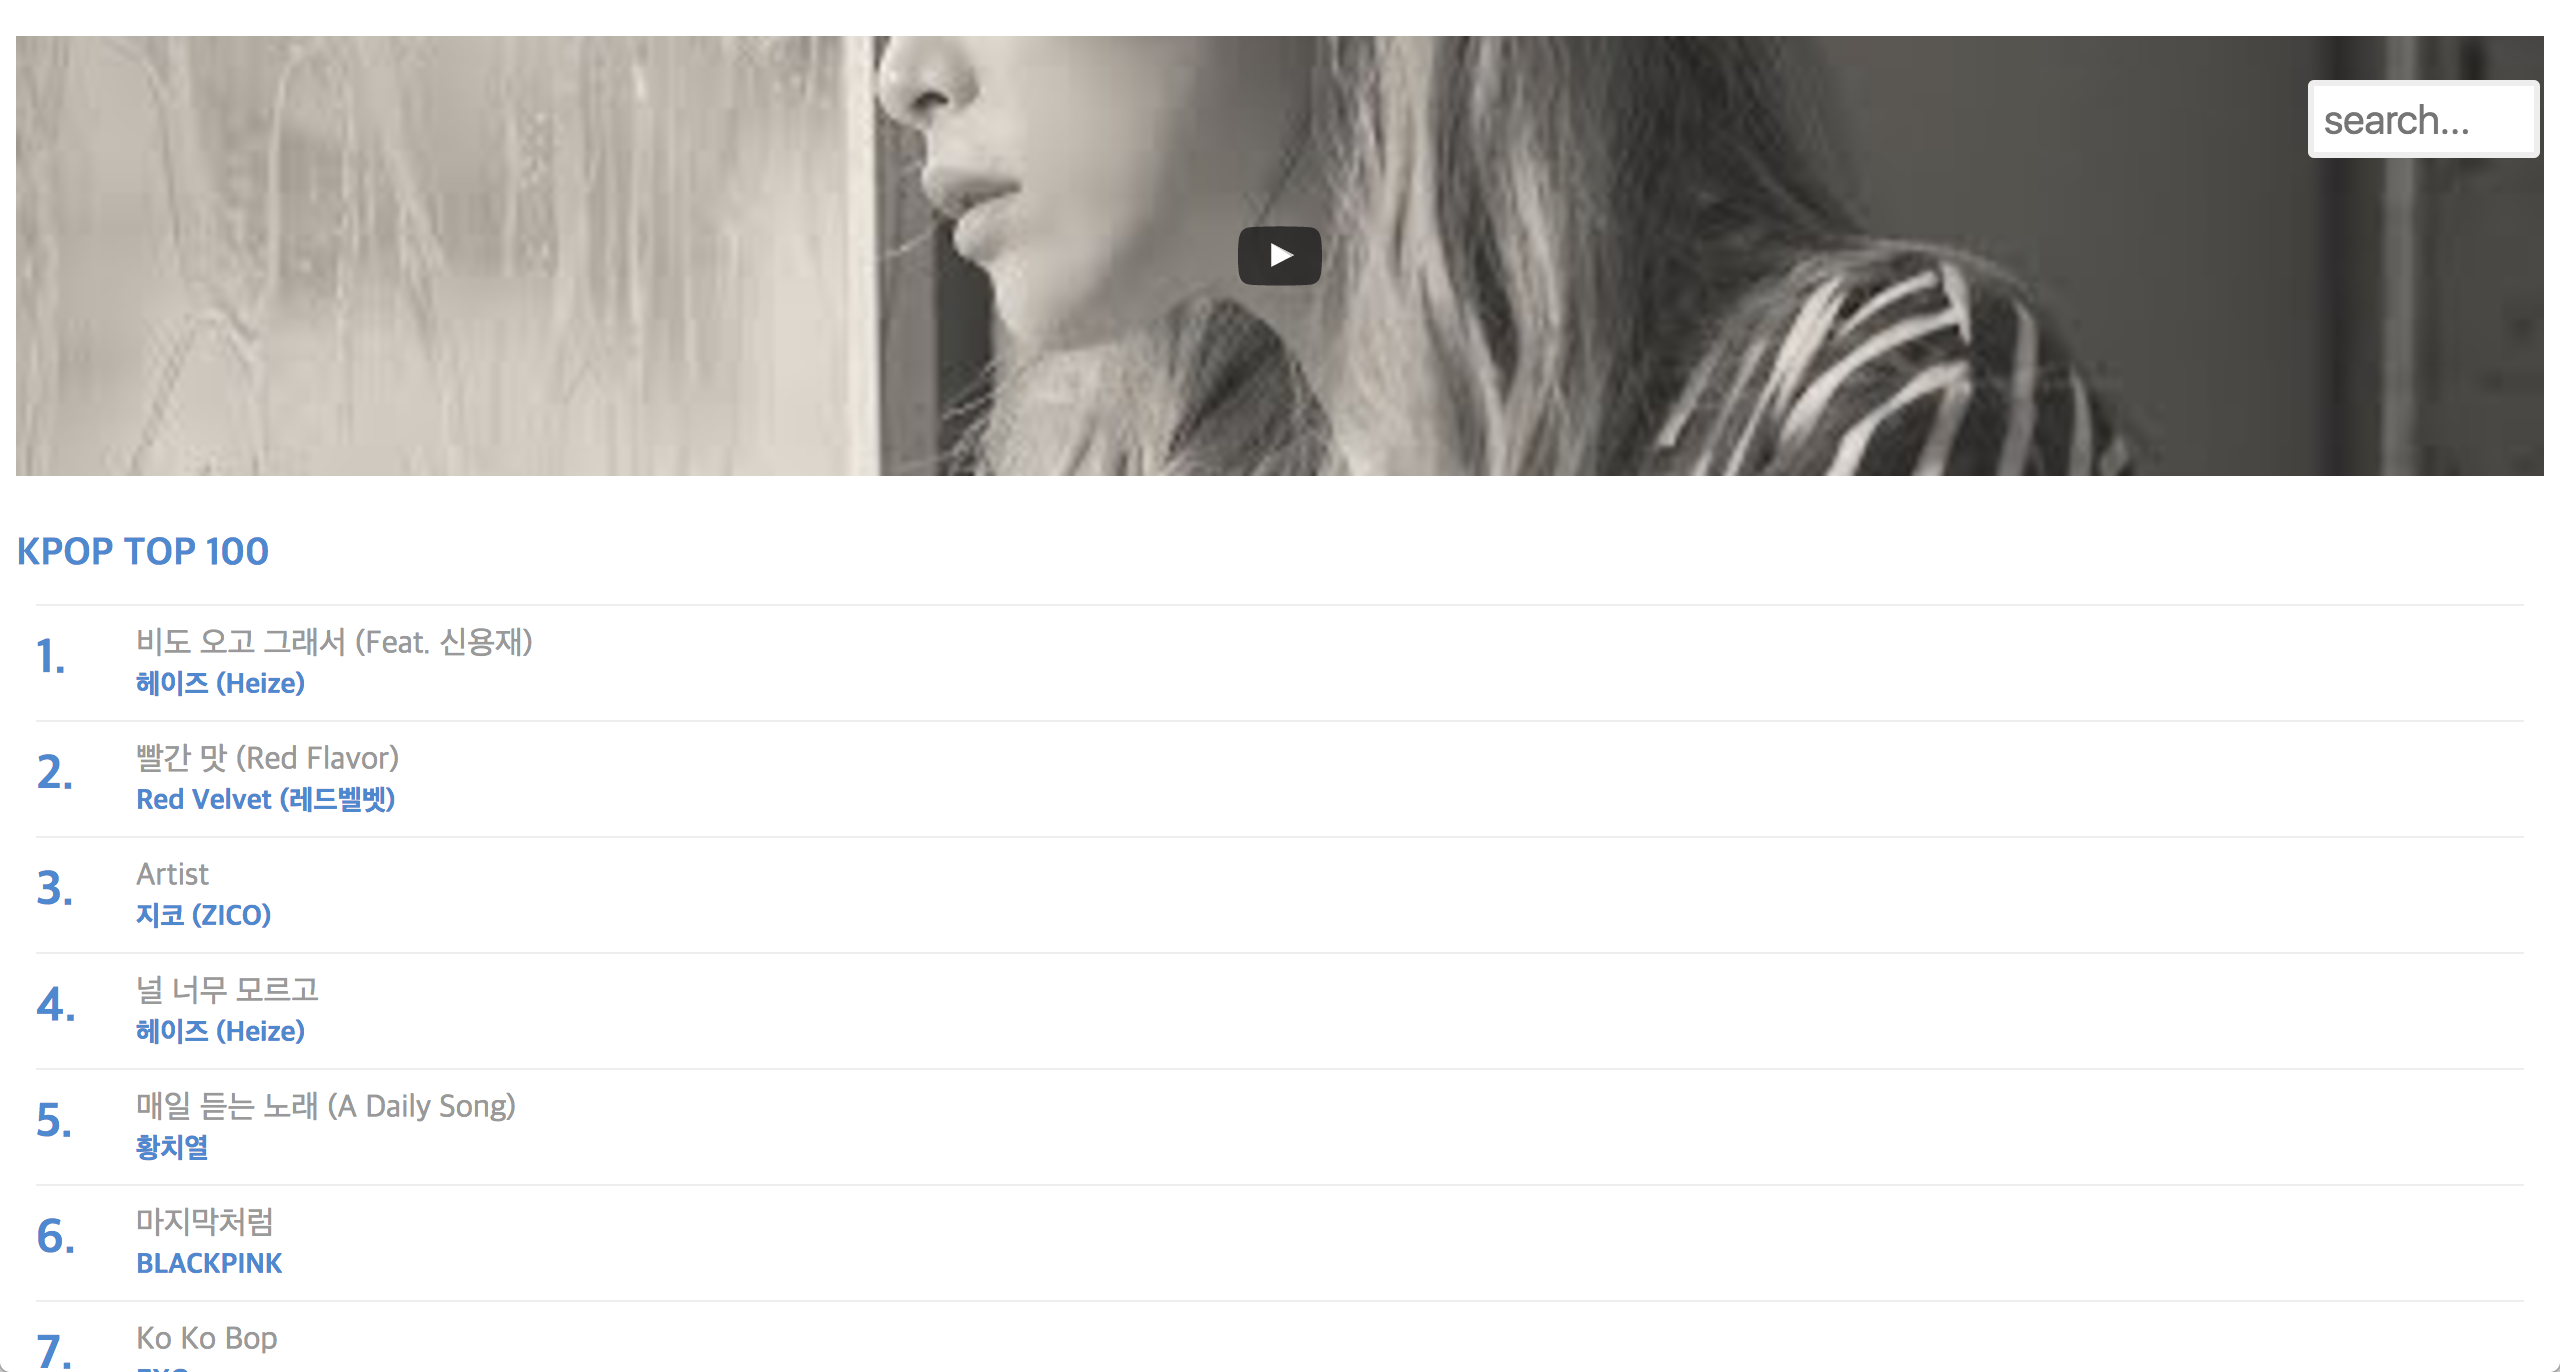 search...
KPOP TOP 100
1.
비도 오고 그래서 (Feat. 신용재)
헤이즈 (Heize)
2.
빨간 맛 (Red Flavor)
Red Velvet (레드벨벳)
3.
Artist
지코 (ZICO)
4.
널 너무 모르고
헤이즈 (Heize)
5.
매일 듣는 노래 (A Daily Song)
황치열
6.
마지막처럼
BLACKPINK
7.
Ko Ko Bop